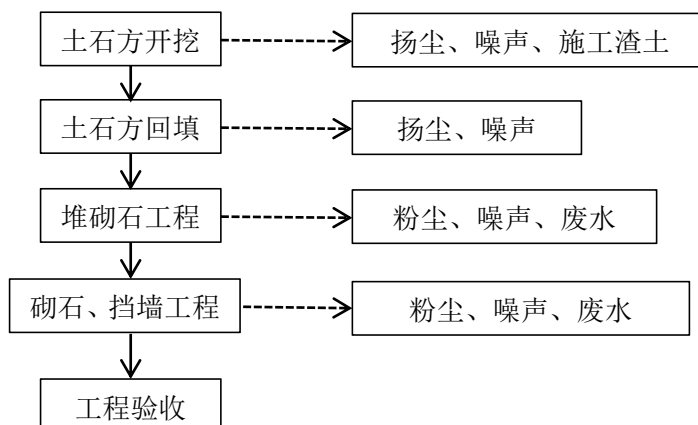 土石方开挖
扬尘、噪声、施工渣土
土石方回填
扬尘、噪声
堆砌石工程
粉尘、噪声、废水
砌石、挡墙工程
粉尘、噪声、废水
工程验收